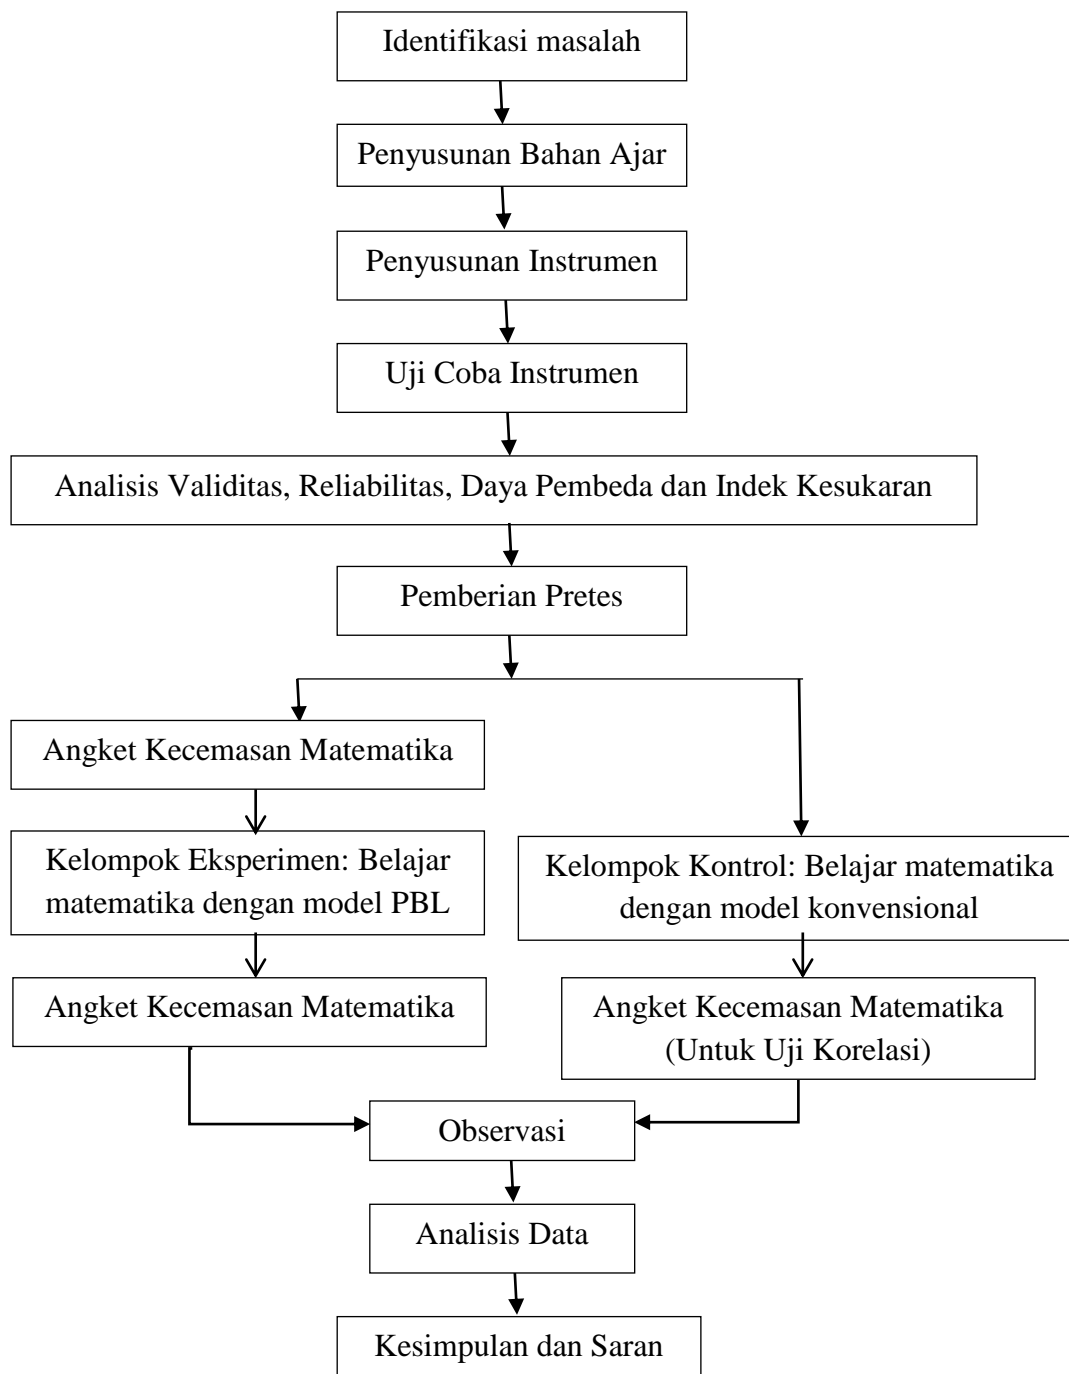 Identifikasi masalah
Penyusunan Bahan Ajar
Penyusunan Instrumen
Uji Coba Instrumen
Analisis Validitas, Reliabilitas, Daya Pembeda dan Indek Kesukaran
Pemberian Pretes
Angket Kecemasan Matematika
Kelompok Eksperimen: Belajar
matematika dengan model PBL
Angket Kecemasan Matematika
Kelompok Kontrol: Belajar matematika
dengan model konvensional
Angket Kecemasan Matematika
(Untuk Uji Korelasi)
Observasi
Analisis Data
Kesimpulan dan Saran